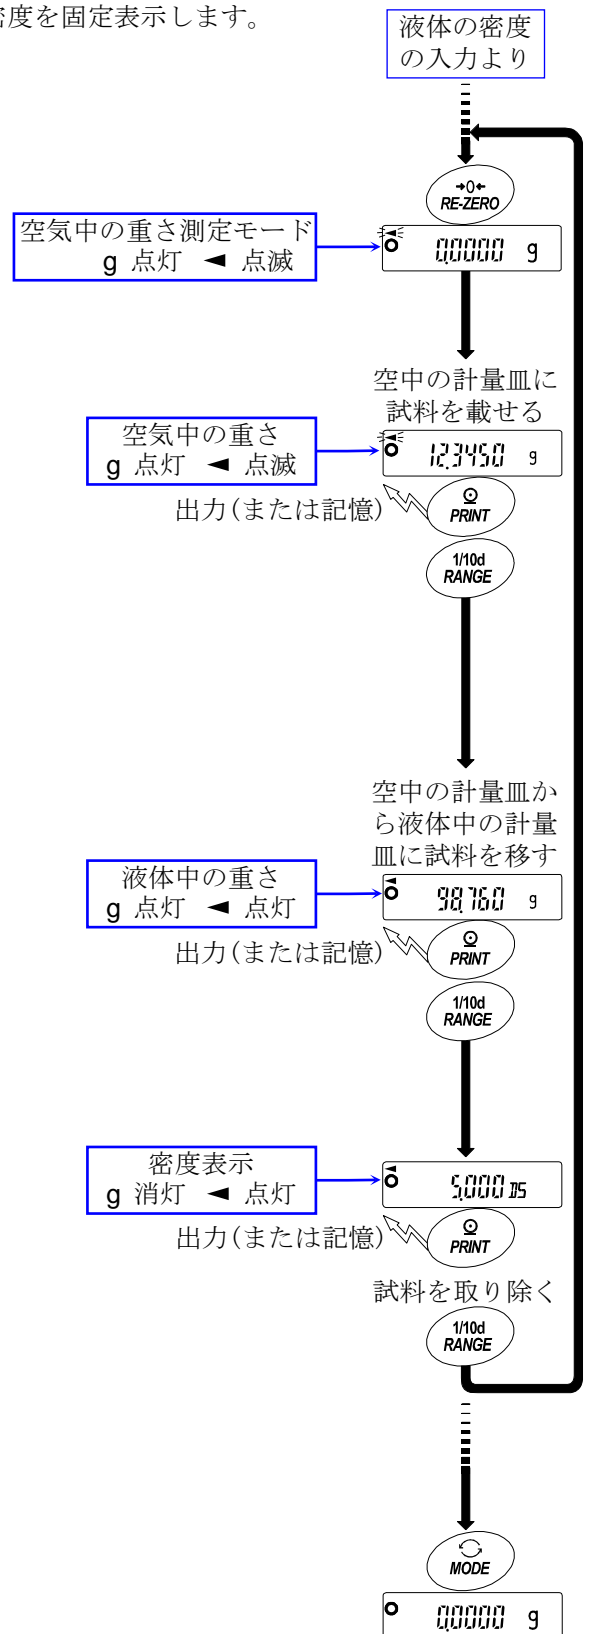 密度を固定表示します。
液体の密度
の入力より
→0←
RE-ZERO
空気中の重さ測定モード
g 点灯 ◄ 点滅
0.0000 g
空中の計量皿に
試料を載せる
空気中の重さ
g 点灯 ◄ 点滅
12.3450 g
出力(または記憶)
PRINT
1/10d
RANGE
空中の計量皿か
ら液体中の計量
皿に試料を移す
液体中の重さ
g 点灯 ◄ 点灯
9.8760 g
出力(または記憶)
PRINT
1/10d
RANGE
密度表示
g 消灯 ◄ 点灯
5.000 DS
出力(または記憶)
PRINT
試料を取り除く
1/10d
RANGE
MODE
0.0000 g